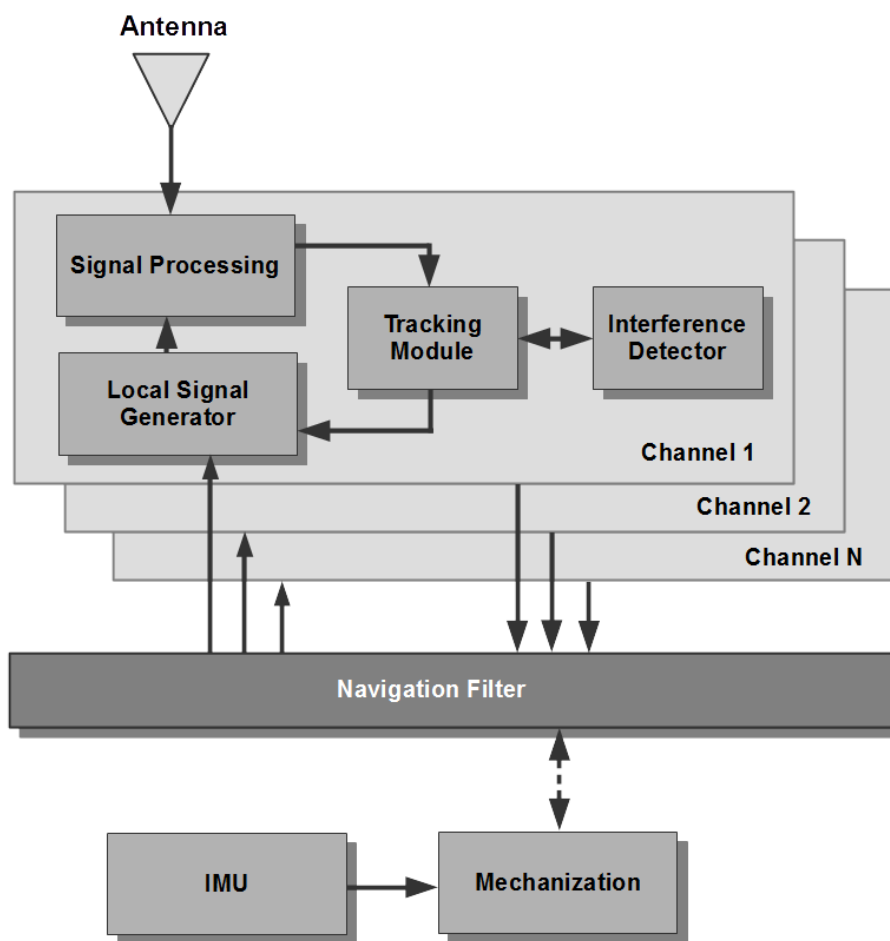 Antenna
Signal Processing
Tracking
Module
Interference
Detector
Local Signal
Generator
Channel 1
Channel 2
Channel N
Navigation Filter
IMU
Mechanization